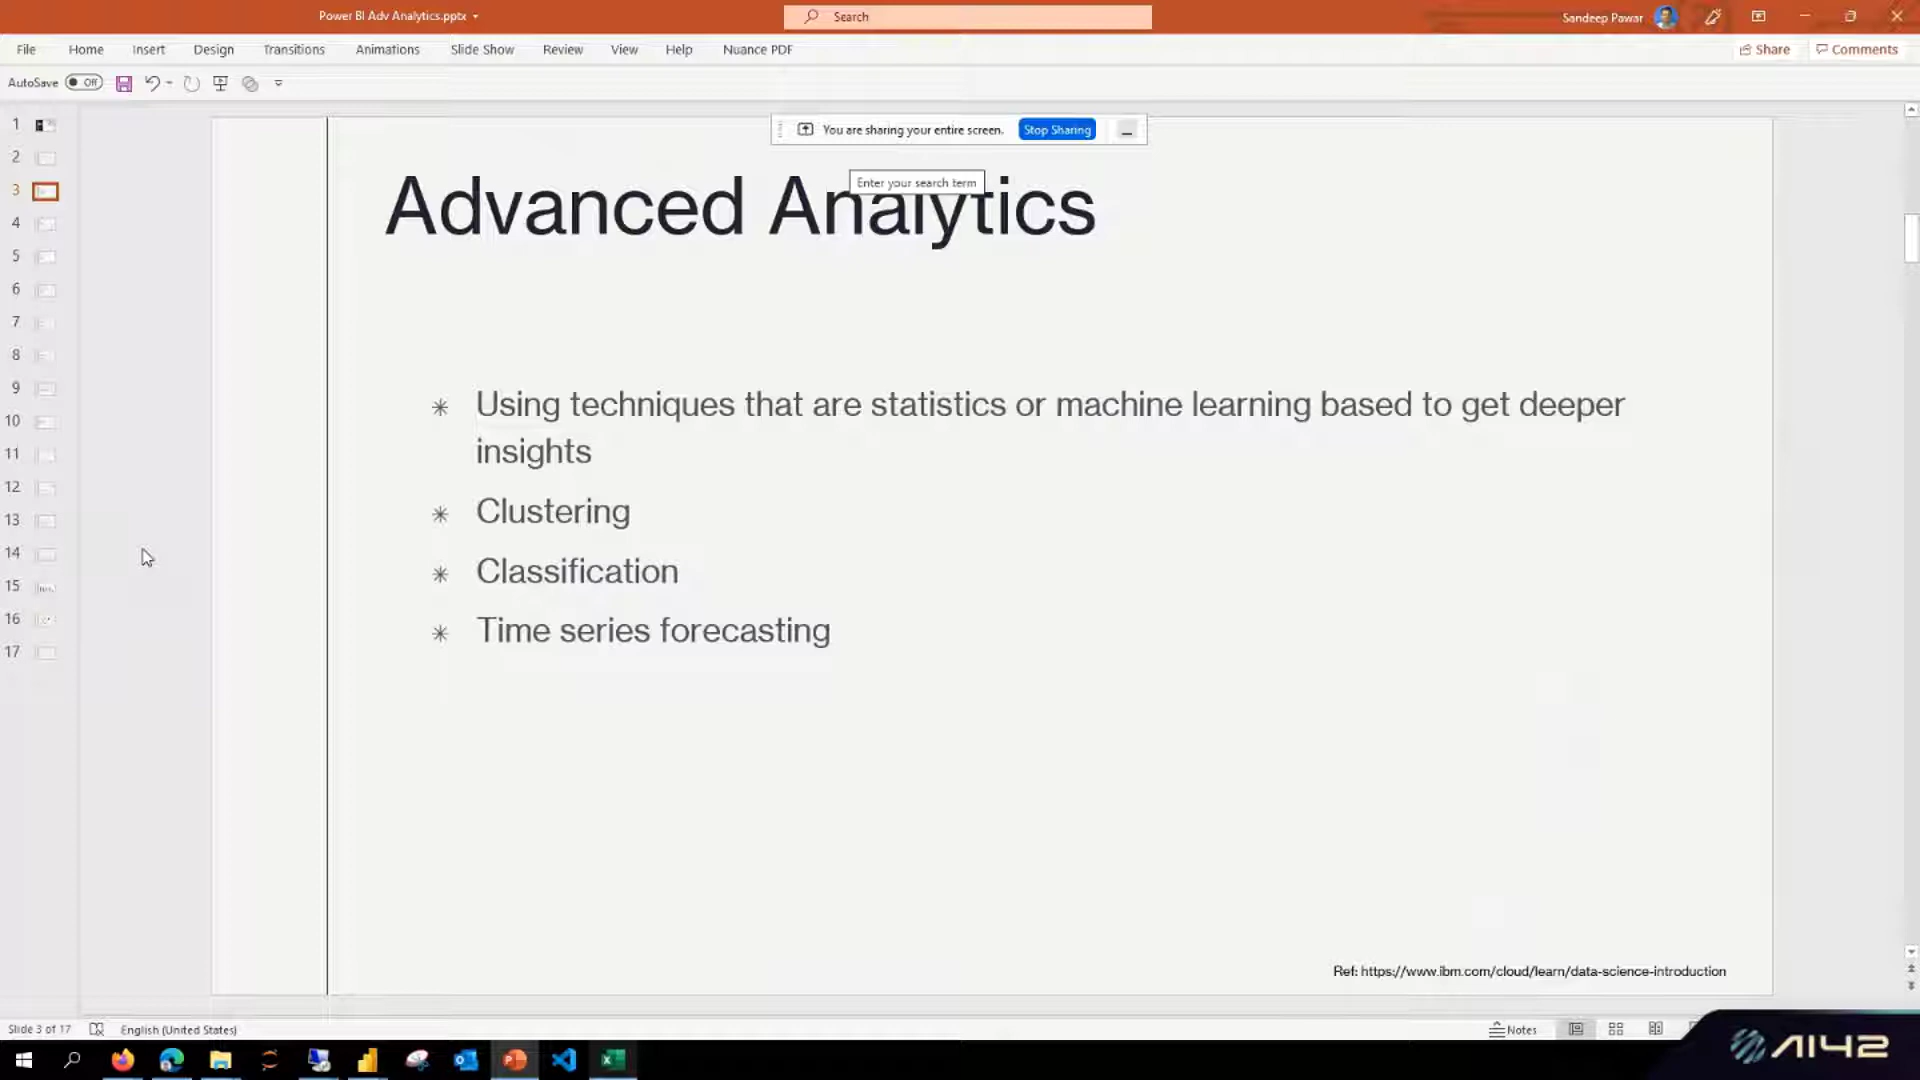 Power BI Adv Analytics.pptx
Search
Sandeep Pawar
File Home Insert Design Transitions Animations Slide Show Review View Help Nuance PDF
Share Comments
AutoSave Off
You are sharing your entire screen. Stop Sharing
Enter your search term
Advanced Analytics
Using techniques that are statistics or machine learning based to get deeper
insights
Clustering
Classification
Time series forecasting
Ref: https://www.ibm.com/cloud/learn/data-science-introduction
1
2
3
4
5
6
7
8
9
10
11
12
13
14
15
16
17
Slide 3 of 17 English (United States) Notes
AI42